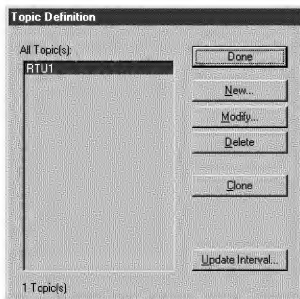 Topic Definition
All Topic(s):
RTU1
Done
New...
Modify...
Delete
Clone
Update Interval...
1 Topic(s)